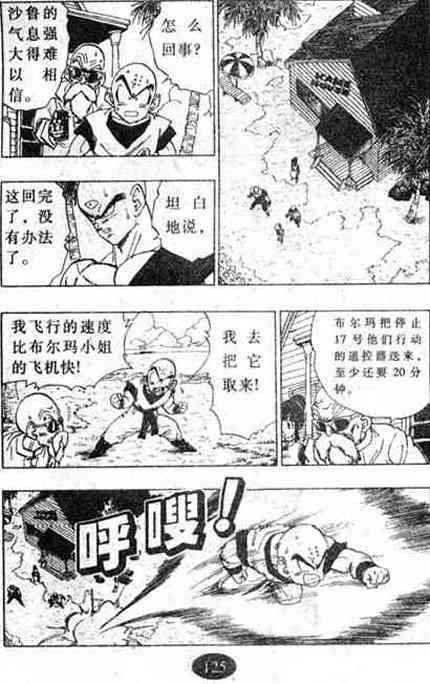 KAME
HOUSE
怎么
回事？
沙鲁的
气息强
大得难
以相
信。
坦白
地说，
这回完
了，没
有办法
了。
布尔玛把停止
17号他们行动
的遥控器送来，
至少还要20分
钟。
我去
把它
取来！
我飞行的速度
比布尔玛小姐
的飞机快！
呼嗖！
125